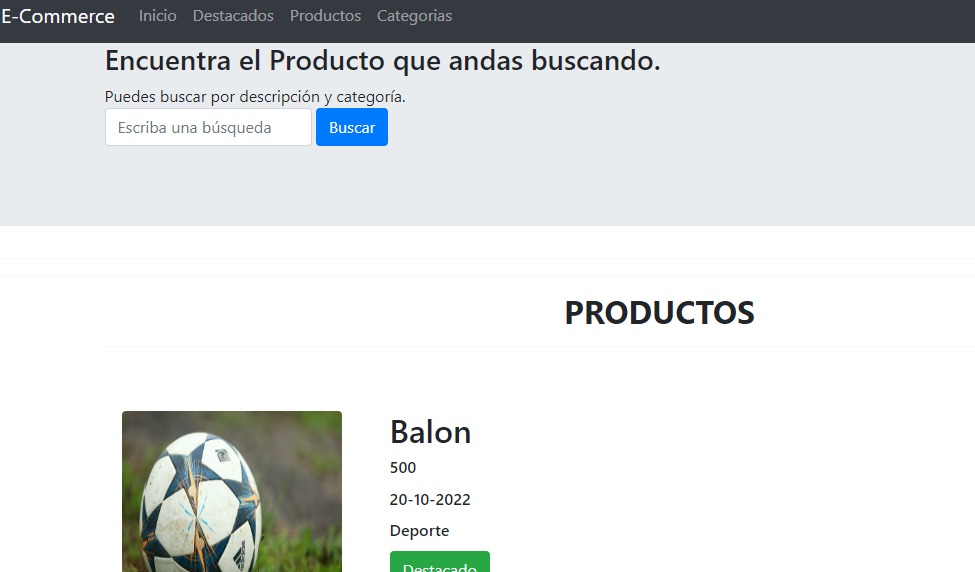 E-Commerce Inicio Destacados Productos Categorias
Encuentra el Producto que andas buscando.
Puedes buscar por descripción y categoría.
Escriba una búsqueda Buscar
PRODUCTOS
Balon
500
20-10-2022
Deporte
Destacado